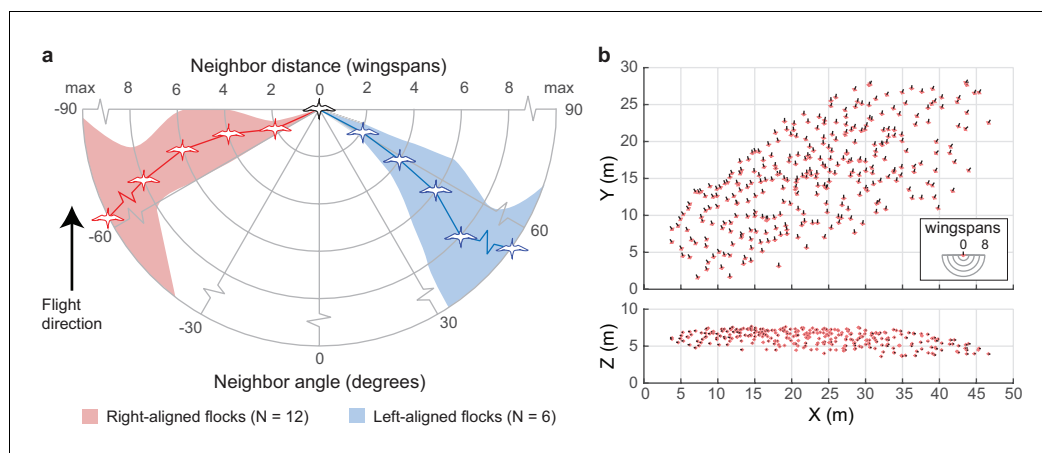 a
Neighbor distance (wingspans)
max 8 6 4 2 0 2 4 6 8 max
-90 90
-60 60
-30 30
0
Flight
direction
Neighbor angle (degrees)
Right-aligned flocks (N = 12) Left-aligned flocks (N = 6)
b
30
25
20
15
10
5
0
Y (m)
wingspans
0 8
10
5
0
Z (m)
0 5 10 15 20 25 30 35 40 45 50
X (m)